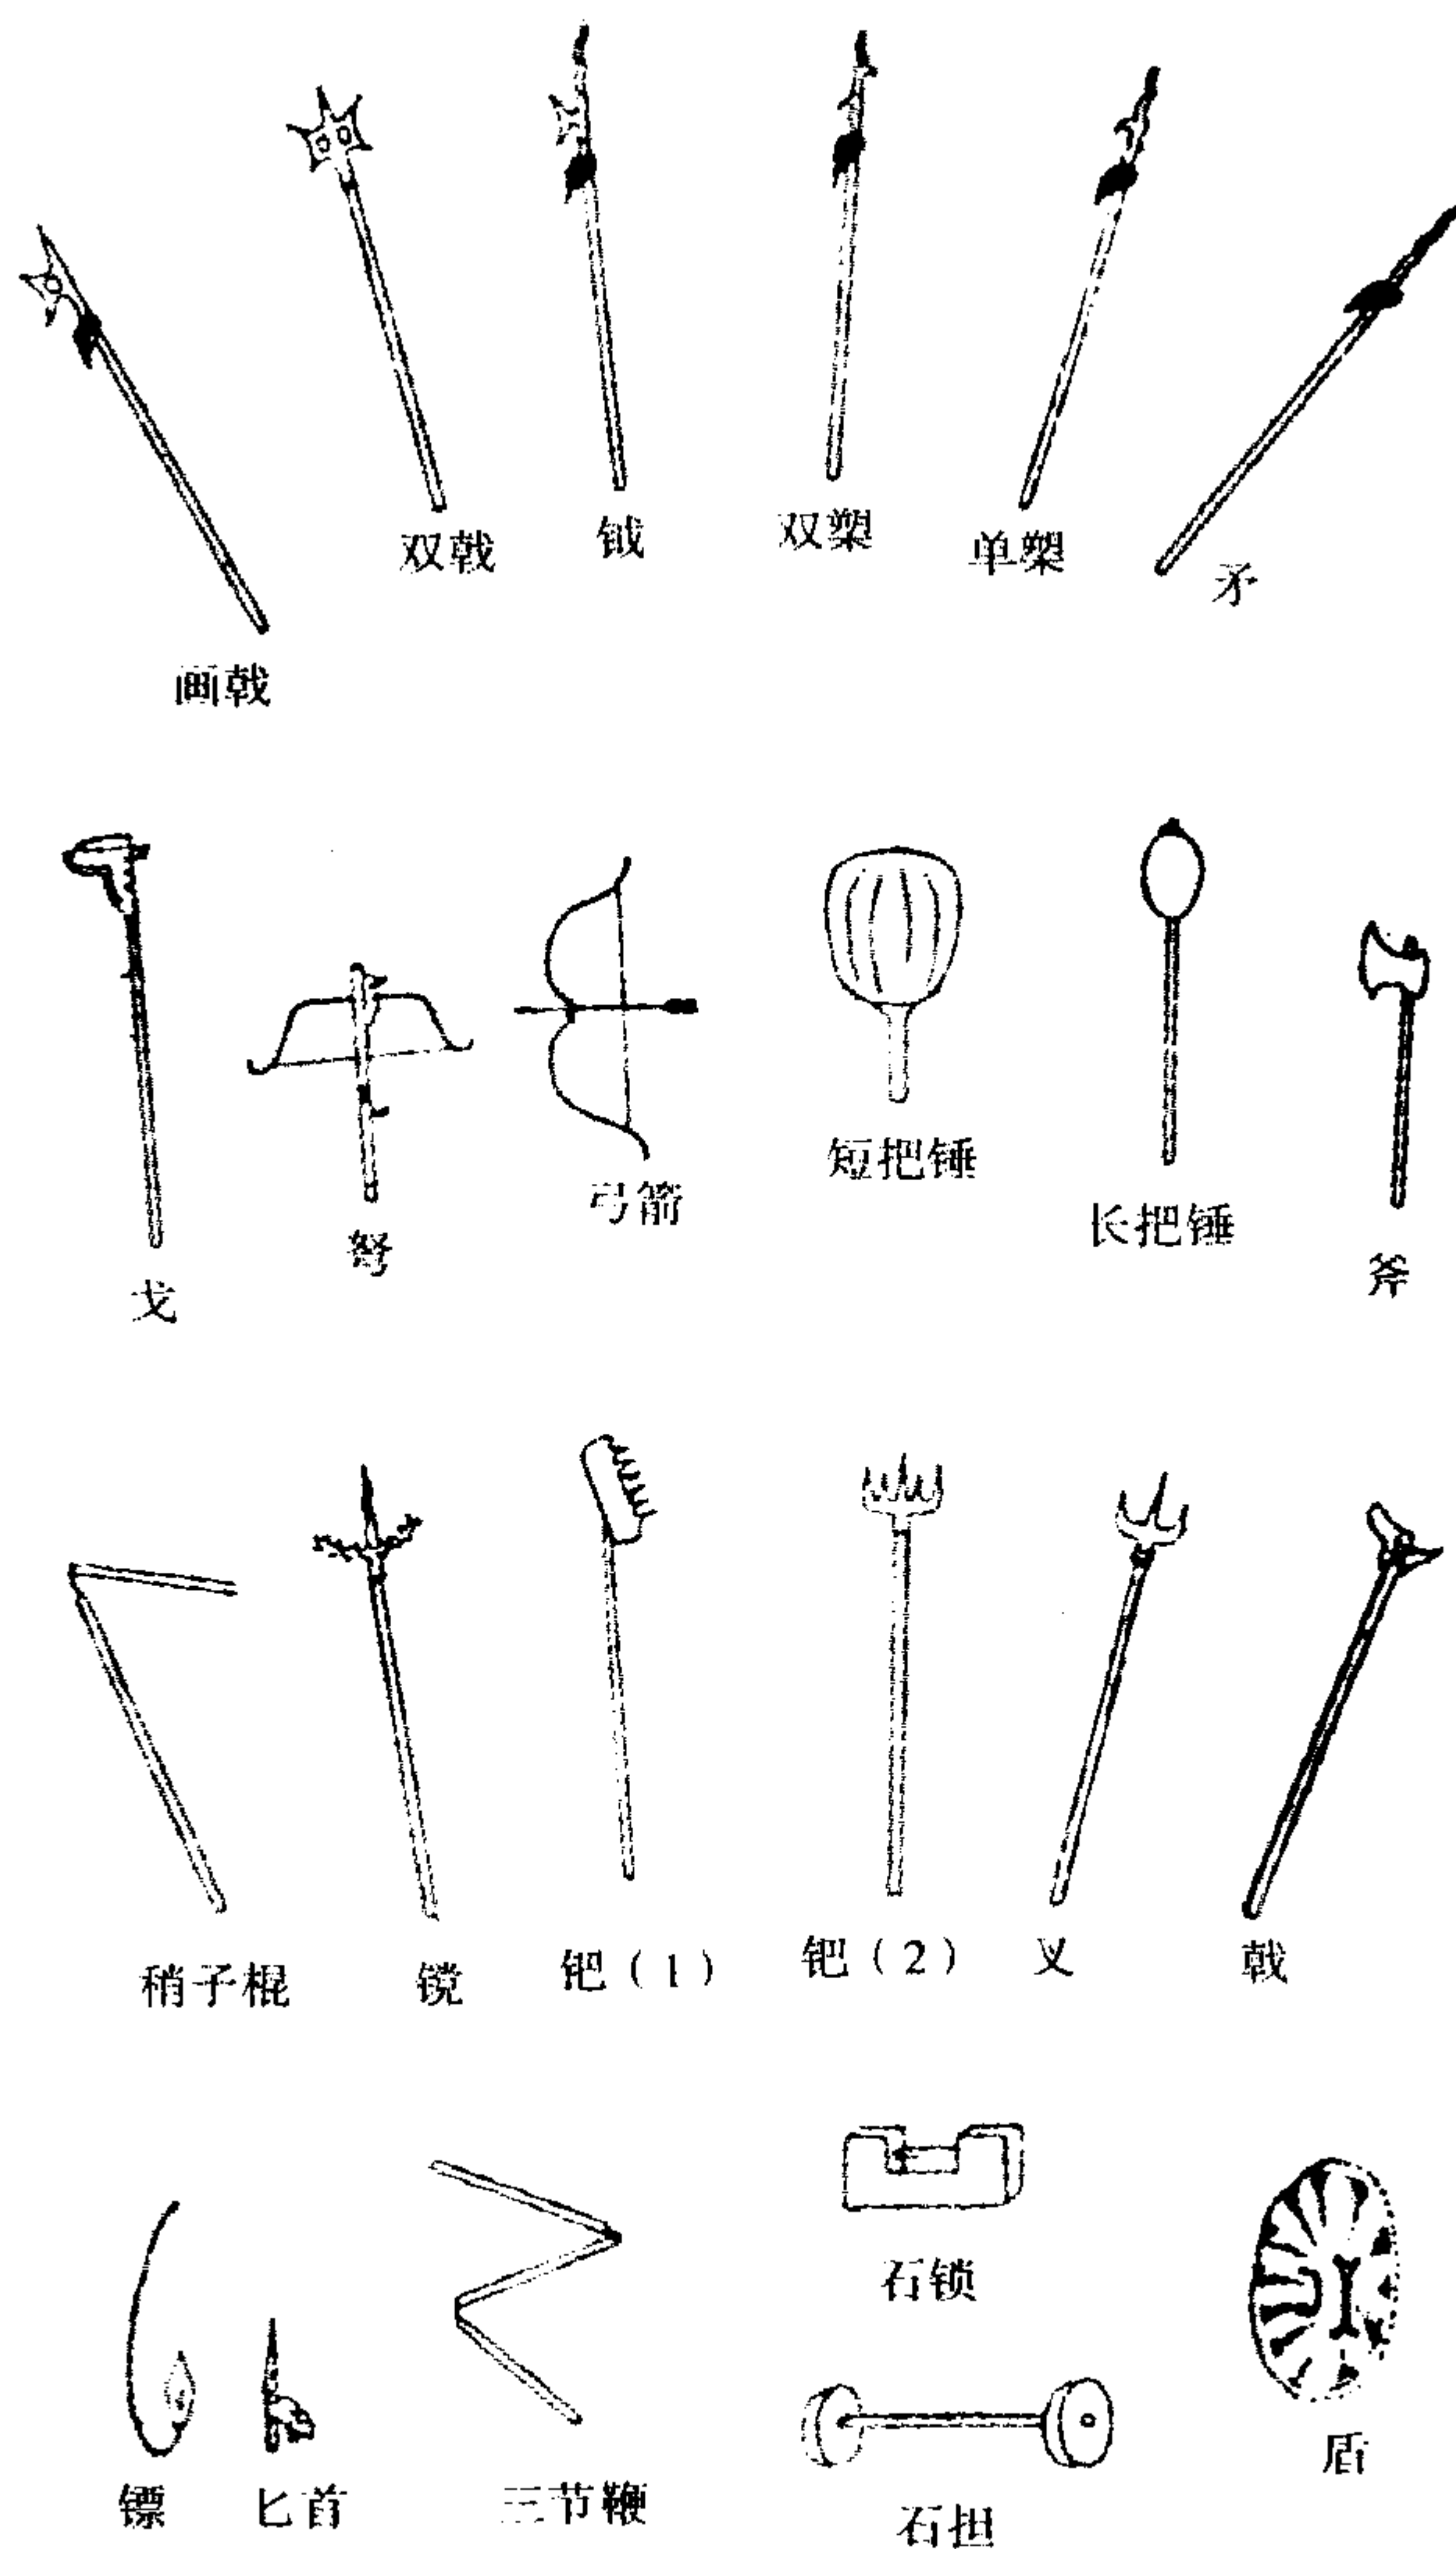 画戟
双戟
钺
双槊
单槊
矛
戈
弩
弓箭
短把锤
长把锤
斧
稍子棍
镋
钯（1）
钯（2）
叉
戟
镖
匕首
三节鞭
石锁
石担
盾